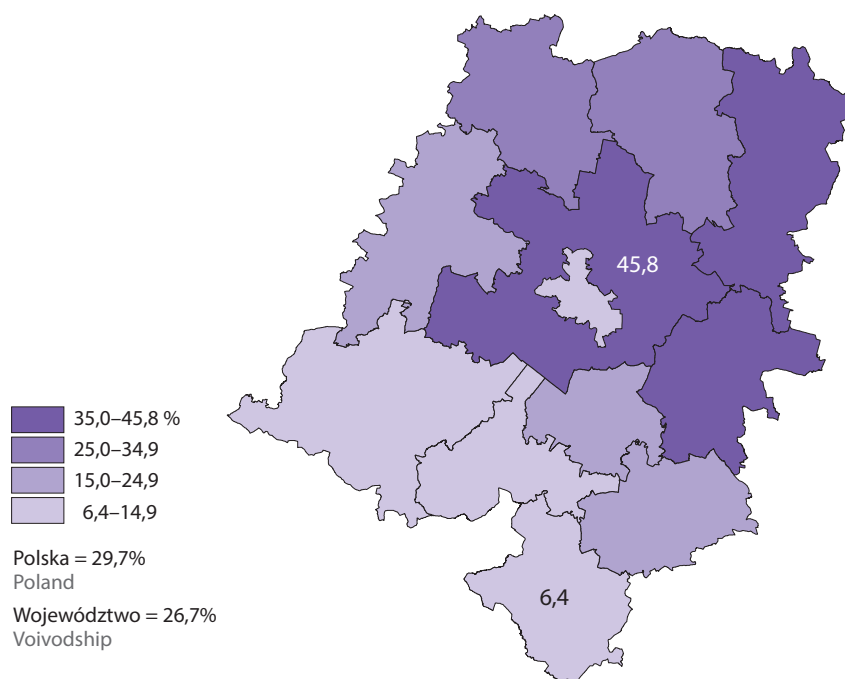 45,8
35,0–45,8 %
25,0–34,9
15,0–24,9
6,4–14,9
Polska = 29,7%
Poland
6,4
Województwo = 26,7%
Voivodship